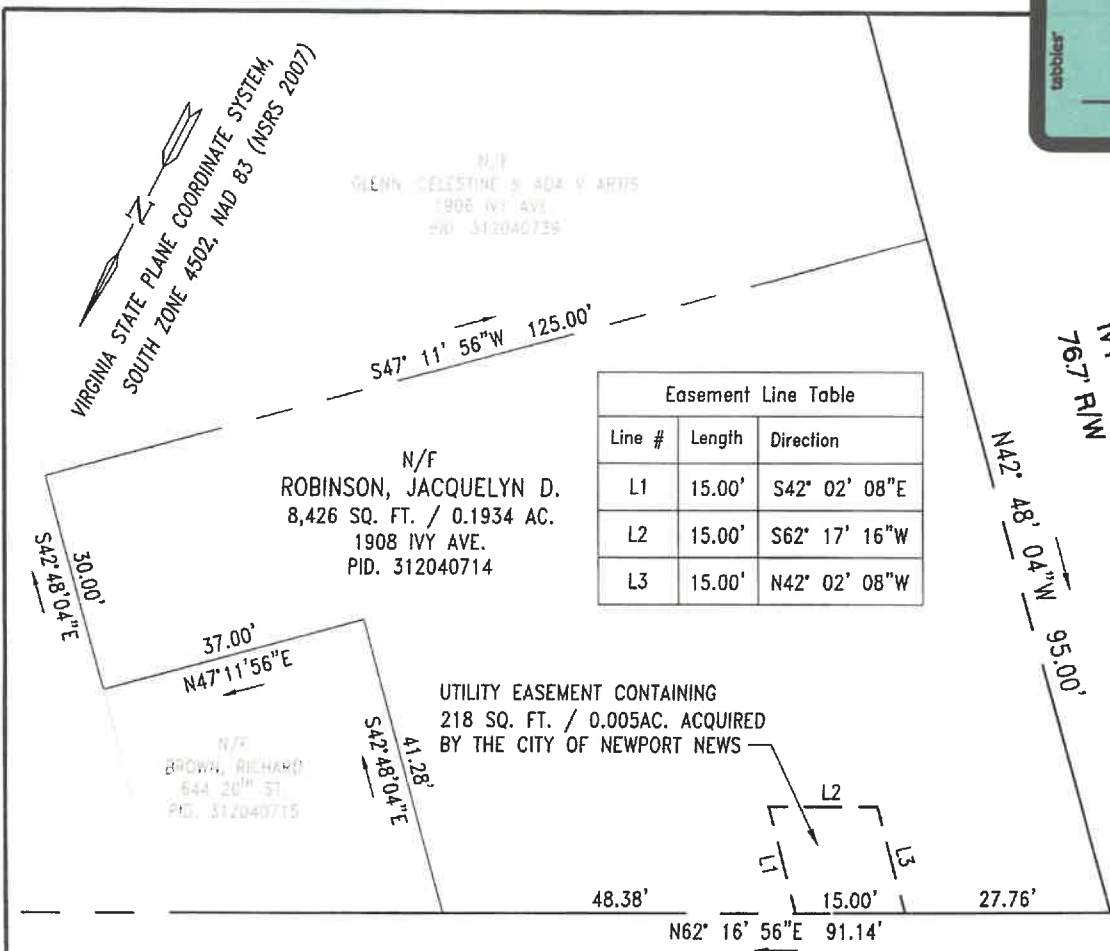 tabbies
VIRGINIA STATE PLANE COORDINATE SYSTEM,
SOUTH ZONE 4502, NAD 83 (NSRS 2007)
N
N/F
GLENN CELESTINE & ADA V ARTIS
1906 IVY AVE.
PID. 312040739
76.7' R/W
S47° 11' 56"W 125.00'
N/F
ROBINSON, JACQUELYN D.
8,426 SQ. FT. / 0.1934 AC.
1908 IVY AVE.
PID. 312040714
Easement Line Table
Line # Length Direction
L1 15.00' S42° 02' 08"E
L2 15.00' S62° 17' 16"W
L3 15.00' N42° 02' 08"W
N42° 48' 04"W 95.00'
30.00'
S42°48'04"E
37.00'
N47°11'56"E
41.28'
S42°48'04"E
N/F
BROWN, RICHARD
644 20TH ST.
PID. 312040715
UTILITY EASEMENT CONTAINING
218 SQ. FT. / 0.005AC. ACQUIRED
BY THE CITY OF NEWPORT NEWS
L2
L1
L3
48.38' 15.00' 27.76'
N62° 16' 56"E 91.14'